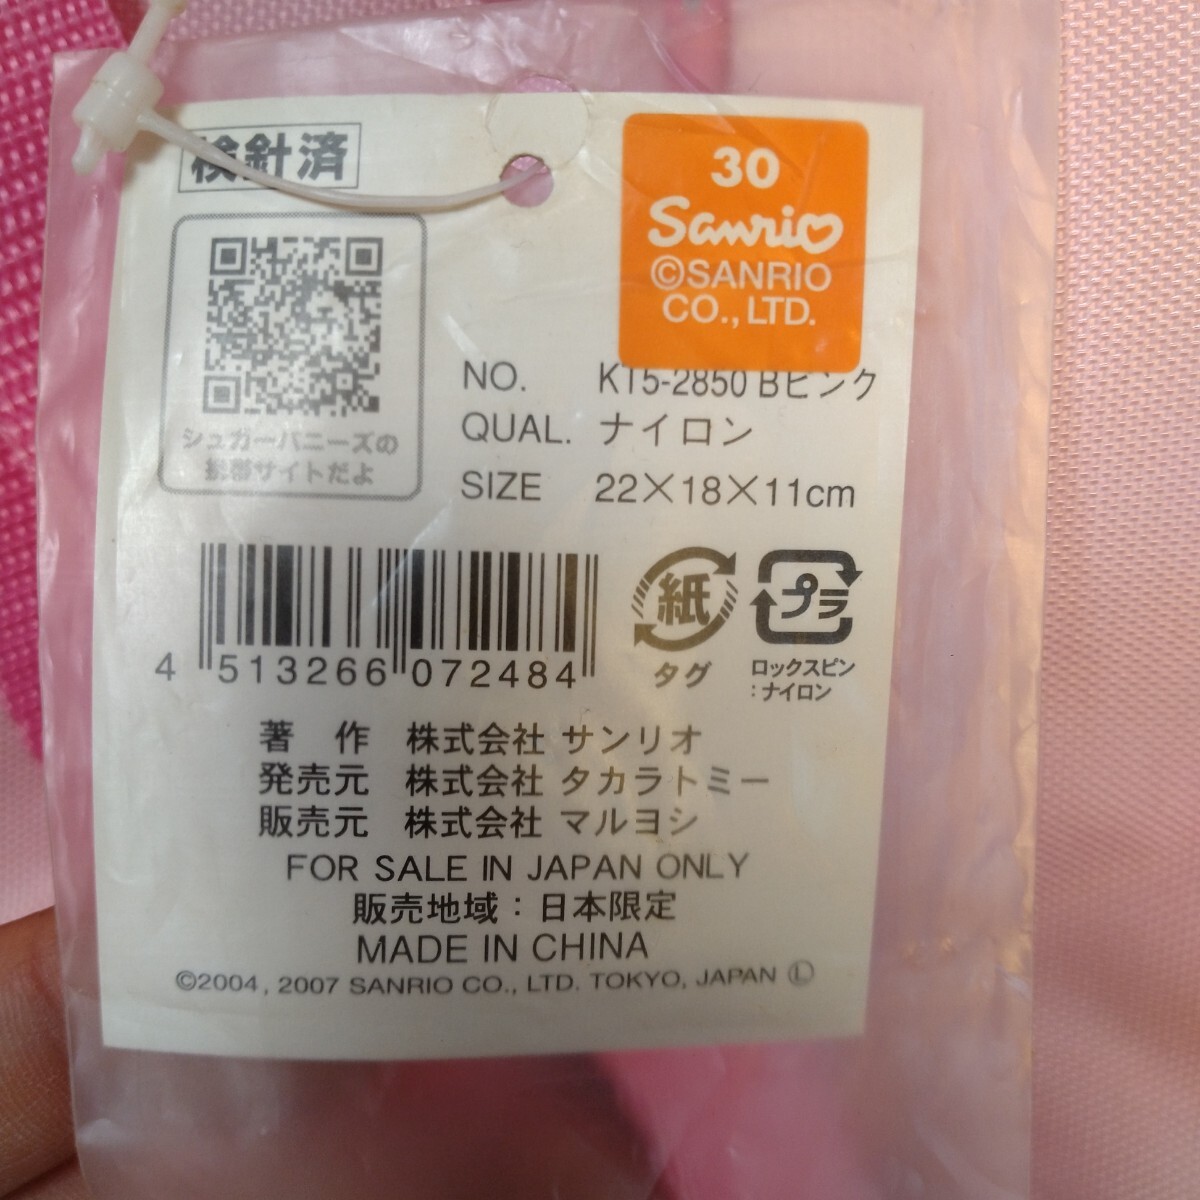 検針済
30
Sanrio
©SANRIO
CO., LTD.
シュガーバニーズの
携帯サイトだよ
NO. KT5-2850 Bピンク
QUAL. ナイロン
SIZE 22×18×11cm
4 513266 072484
紙
タグ
プラ
ロックスピン
:ナイロン
著 作 株式会社 サンリオ
発売元 株式会社 タカラトミー
販売元 株式会社 マルヨシ
FOR SALE IN JAPAN ONLY
販売地域：日本限定
MADE IN CHINA
©2004, 2007 SANRIO CO., LTD. TOKYO, JAPAN Ⓛ